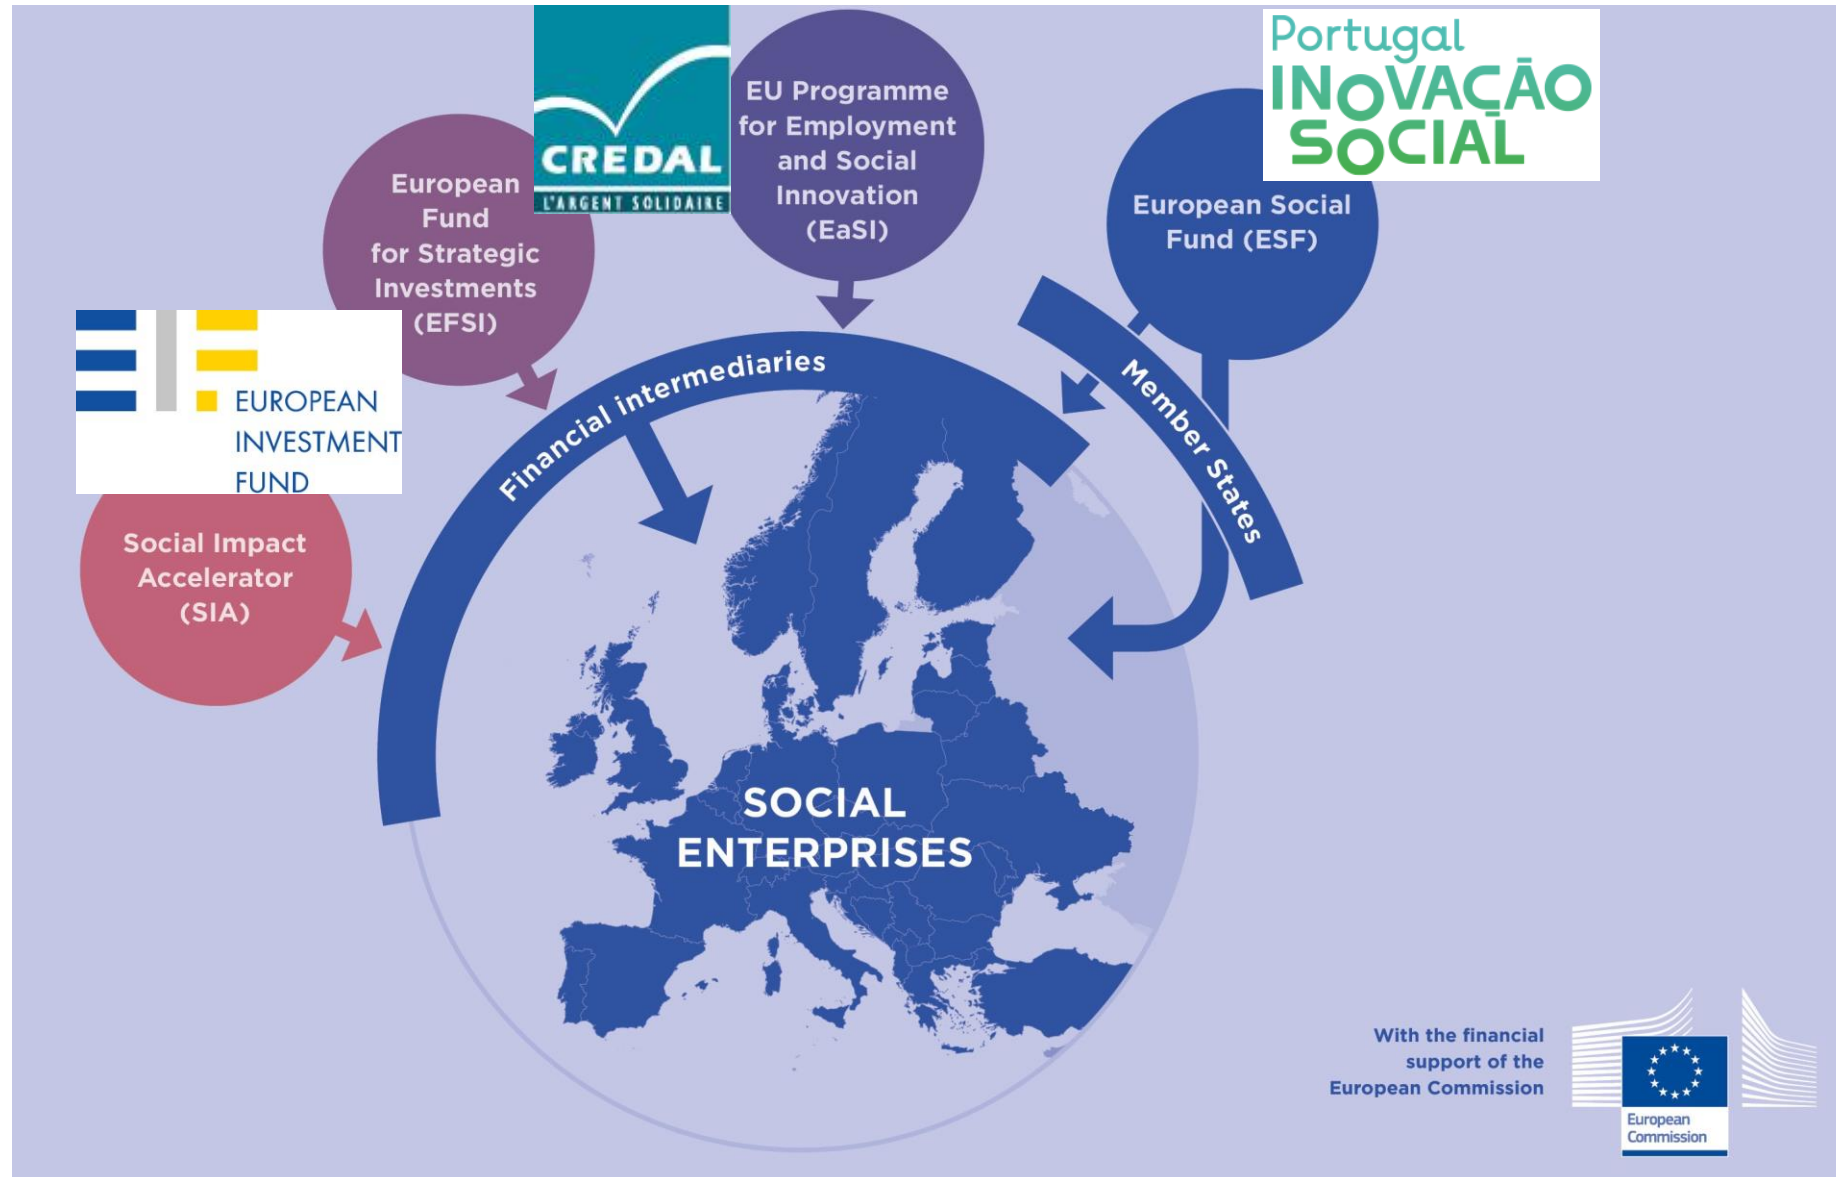 CREDAL
L'ARGENT SOLIDAIRE
EU Programme
for Employment
and Social
Innovation
(EaSI)
Portugal
INOVAÇÃO
SOCIAL
European Social
Fund (ESF)
European
Fund
for Strategic
Investments
(EFSI)
EUROPEAN
INVESTMENT
FUND
Social Impact
Accelerator
(SIA)
Financial intermediaries
Member States
SOCIAL
ENTERPRISES
With the financial
support of the
European Commission
European
Commission